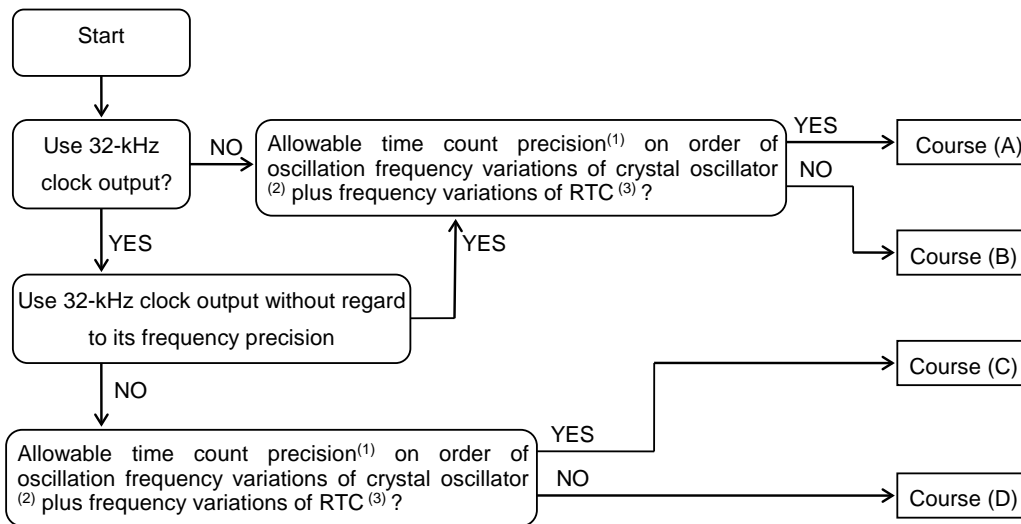 Start
Use 32-kHz
clock output?
NO
Allowable time count precision(1) on order of
oscillation frequency variations of crystal oscillator
(2) plus frequency variations of RTC (3) ?
YES
Course (A)
NO
Course (B)
YES
YES
Use 32-kHz clock output without regard
to its frequency precision
NO
Course (C)
Allowable time count precision(1) on order of
oscillation frequency variations of crystal oscillator
(2) plus frequency variations of RTC (3) ?
YES
NO
Course (D)